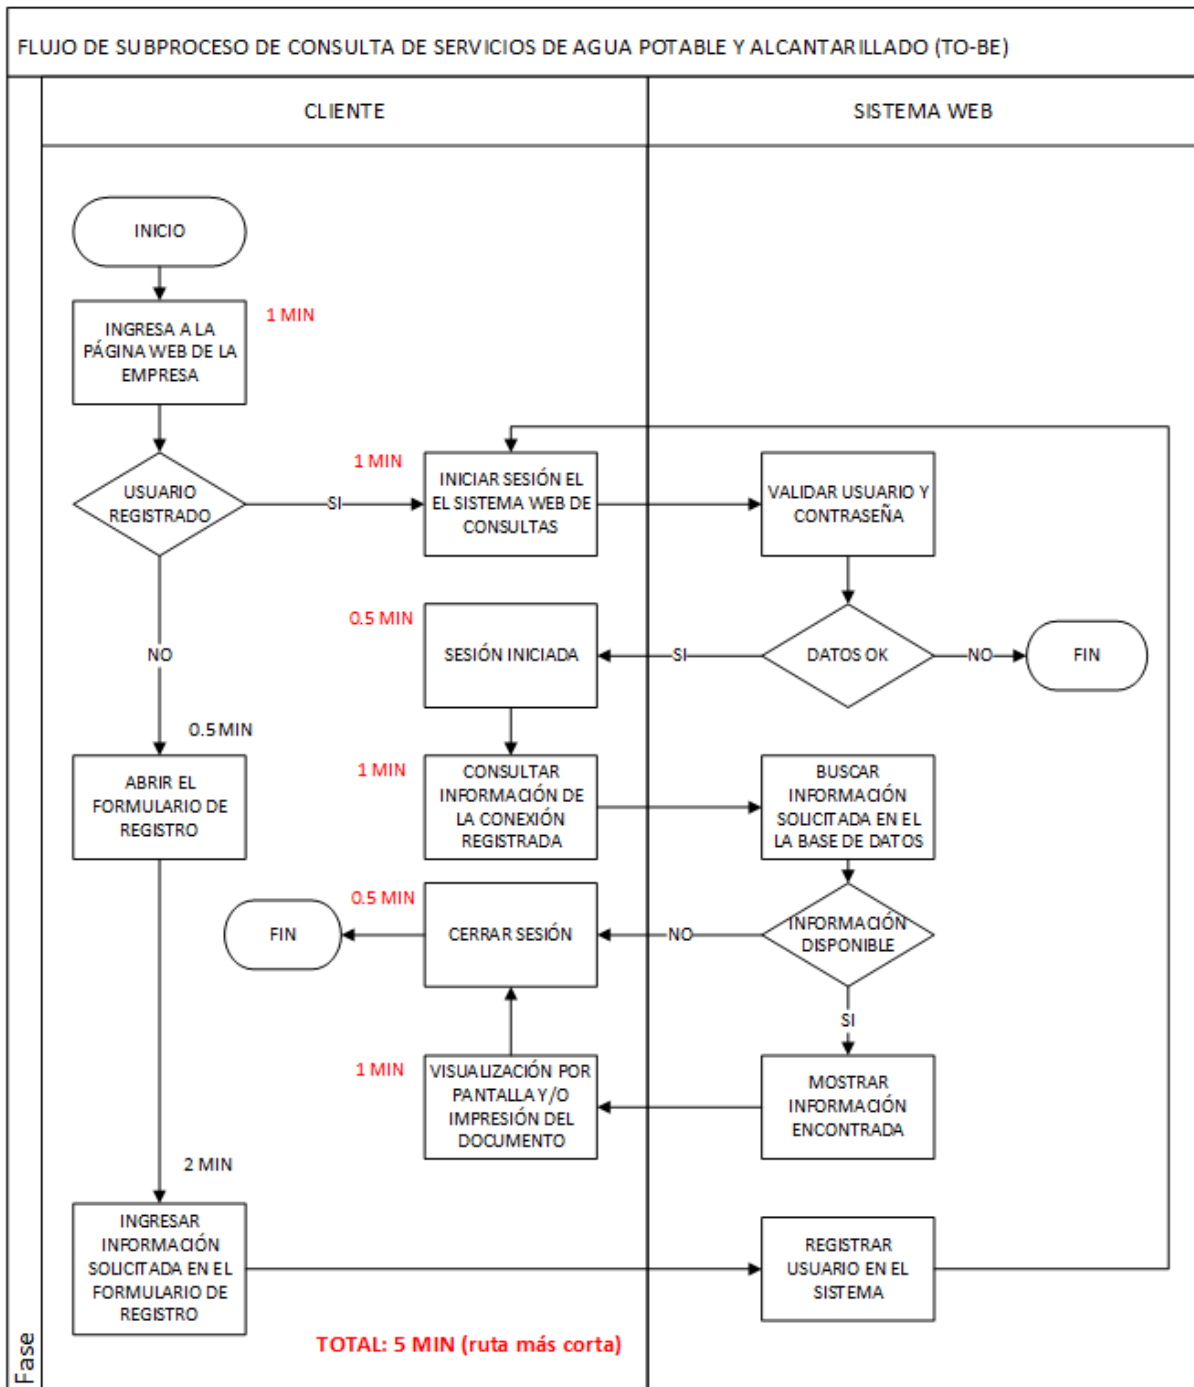 FLUJO DE SUBPROCESO DE CONSULTA DE SERVICIOS DE AGUA POTABLE Y ALCANTARILLADO (TO-BE)
CLIENTE
SISTEMA WEB
INICIO
INGRESA A LA
PÁGINA WEB DE LA
EMPRESA
1 MIN
USUARIO
REGISTRADO
SI
1 MIN
INICIAR SESIÓN EL
EL SISTEMA WEB DE
CONSULTAS
VALIDAR USUARIO Y
CONTRASEÑA
NO
0.5 MIN
SESIÓN INICIADA
SI
DATOS OK
NO
FIN
0.5 MIN
ABRIR EL
FORMULARIO DE
REGISTRO
1 MIN
CONSULTAR
INFORMACIÓN DE
LA CONEXIÓN
REGISTRADA
BUSCAR
INFORMACIÓN
SOLICITADA EN EL
LA BASE DE DATOS
FIN
0.5 MIN
CERRAR SESIÓN
NO
INFORMACIÓN
DISPONIBLE
SI
1 MIN
VISUALIZACIÓN POR
PANTALLA Y/O
IMPRESIÓN DEL
DOCUMENTO
MOSTRAR
INFORMACIÓN
ENCONTRADA
2 MIN
INGRESAR
INFORMACIÓN
SOLICITADA EN EL
FORMULARIO DE
REGISTRO
REGISTRAR
USUARIO EN EL
SISTEMA
TOTAL: 5 MIN (ruta más corta)
Fase